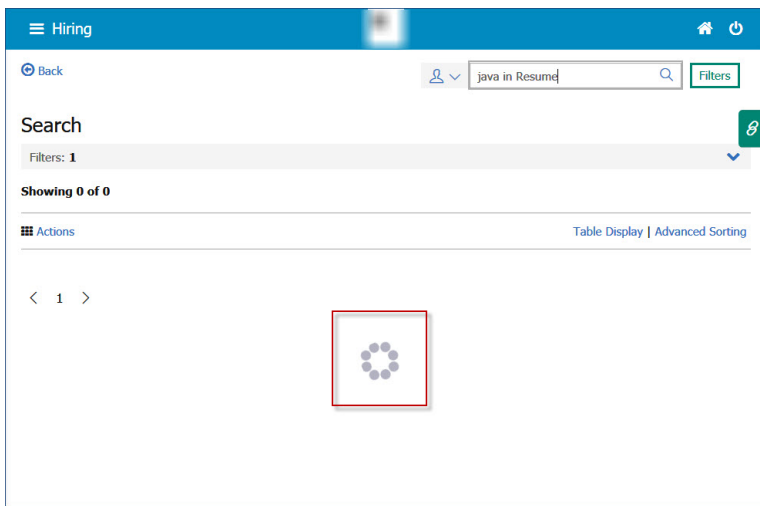 Hiring
Back
java in Resume
Filters
Search
Filters: 1
Showing 0 of 0
Actions
Table Display | Advanced Sorting
< 1 >